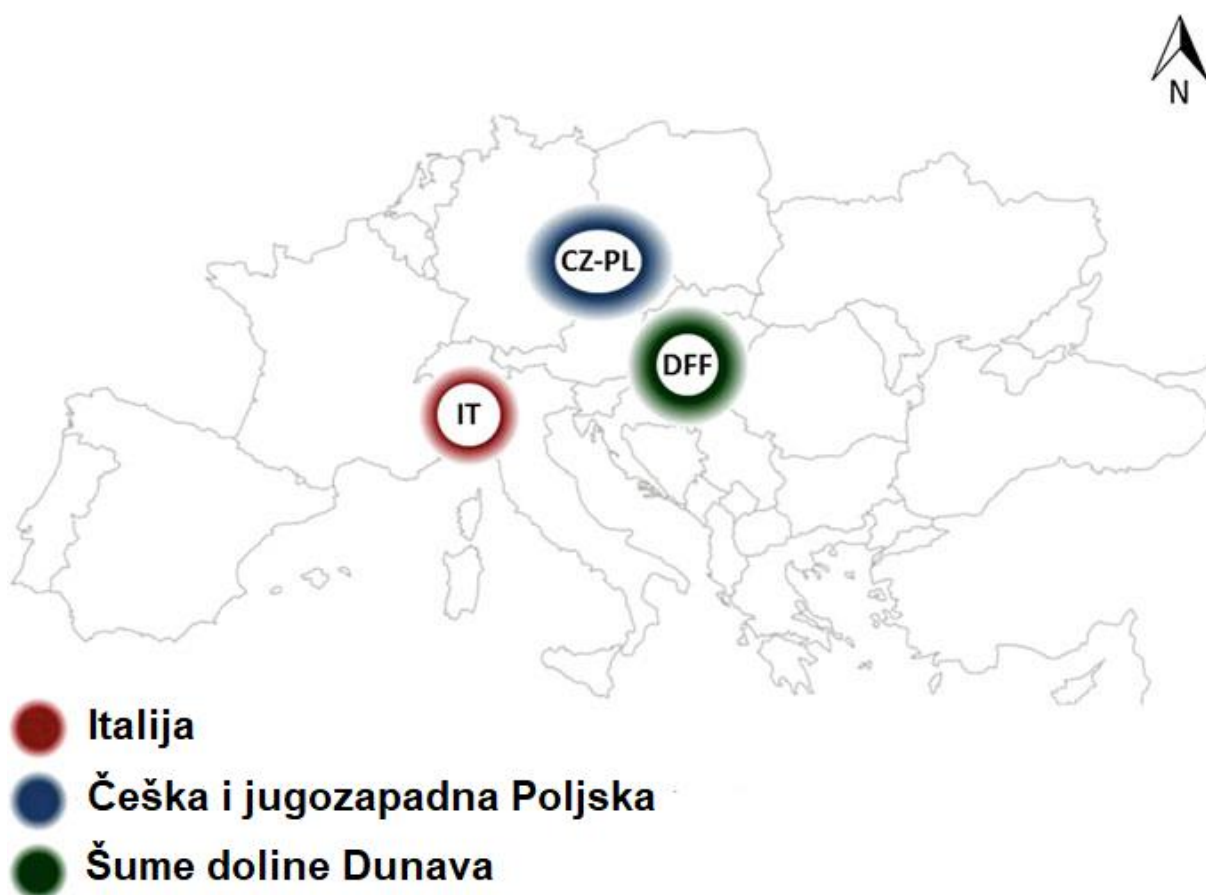 N
CZ-PL
DFF
IT
Italija
Češka i jugozapadna Poljska
Šume doline Dunava